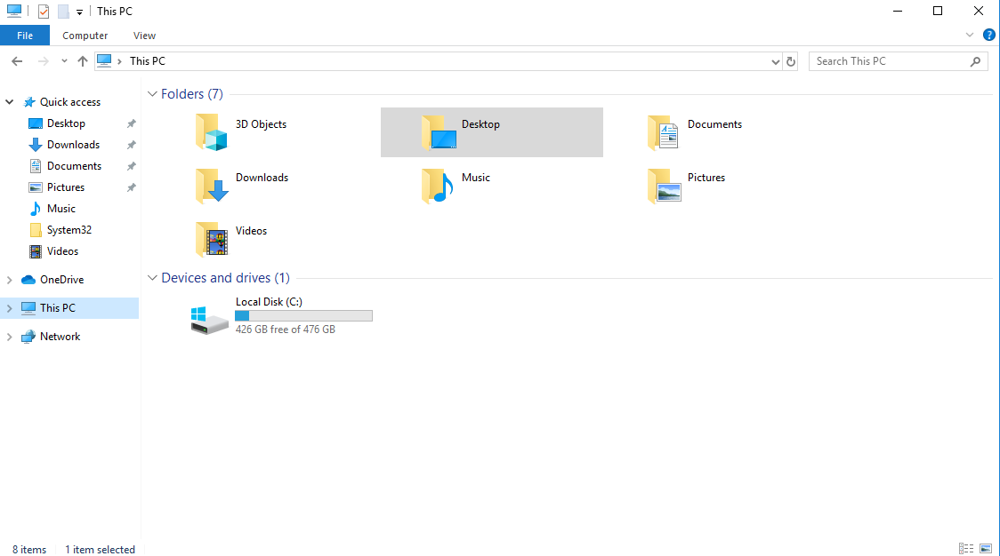 This PC
File Computer View
This PC
Search This PC
Quick access
Desktop
Downloads
Documents
Pictures
Music
System32
Videos
OneDrive
This PC
Network
Folders (7)
3D Objects
Desktop
Documents
Downloads
Music
Pictures
Videos
Devices and drives (1)
Local Disk (C:)
426 GB free of 476 GB
8 items 1 item selected